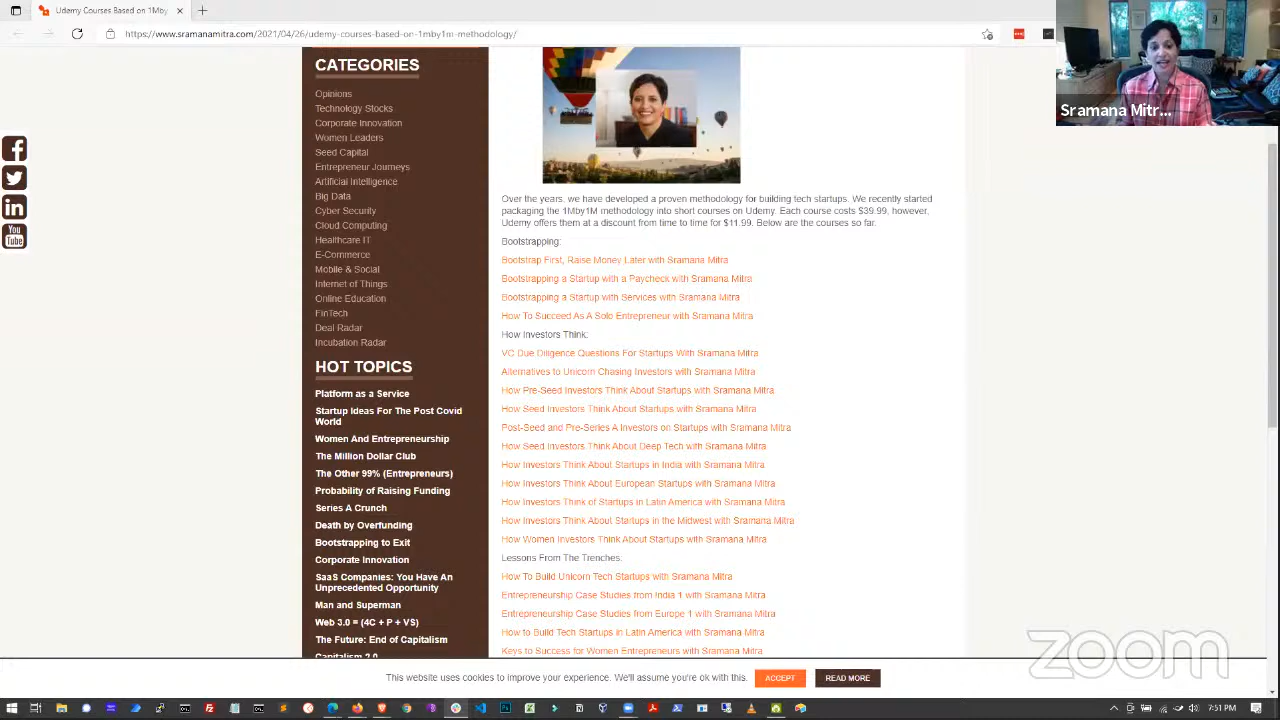 Udemy Courses Based on 1Mby
https://www.sramanamitra.com/2021/04/26/udemy-courses-based-on-1mby1m-methodology/
Sramana Mitr...
CATEGORIES
Opinions
Technology Stocks
Corporate Innovation
Women Leaders
Seed Capital
Entrepreneur Journeys
Artificial Intelligence
Big Data
Cyber Security
Cloud Computing
Healthcare IT
E-Commerce
Mobile & Social
Internet of Things
Online Education
FinTech
Deal Radar
Incubation Radar
HOT TOPICS
Platform as a Service
Startup Ideas For The Post Covid
World
Women And Entrepreneurship
The Million Dollar Club
The Other 99% (Entrepreneurs)
Probability of Raising Funding
Series A Crunch
Death by Overfunding
Bootstrapping to Exit
Corporate Innovation
SaaS Companies: You Have An
Unprecedented Opportunity
Man and Superman
Web 3.0 = (4C + P + VS)
The Future: End of Capitalism
Capitalism 2.0
Over the years, we have developed a proven methodology for building tech startups. We recently started
packaging the 1Mby1M methodology into short courses on Udemy. Each course costs $39.99, however,
Udemy offers them at a discount from time to time for $11.99. Below are the courses so far.
Bootstrapping:
Bootstrap First, Raise Money Later with Sramana Mitra
Bootstrapping a Startup with a Paycheck with Sramana Mitra
Bootstrapping a Startup with Services with Sramana Mitra
How To Succeed As A Solo Entrepreneur with Sramana Mitra
How Investors Think:
VC Due Diligence Questions For Startups With Sramana Mitra
Alternatives to Unicorn Chasing Investors with Sramana Mitra
How Pre-Seed Investors Think About Startups with Sramana Mitra
How Seed Investors Think About Startups with Sramana Mitra
Post-Seed and Pre-Series A Investors on Startups with Sramana Mitra
How Seed Investors Think About Deep Tech with Sramana Mitra
How Investors Think About Startups in India with Sramana Mitra
How Investors Think About European Startups with Sramana Mitra
How Investors Think of Startups in Latin America with Sramana Mitra
How Investors Think About Startups in the Midwest with Sramana Mitra
How Women Investors Think About Startups with Sramana Mitra
Lessons From The Trenches:
How To Build Unicorn Tech Startups with Sramana Mitra
Entrepreneurship Case Studies from India 1 with Sramana Mitra
Entrepreneurship Case Studies from Europe 1 with Sramana Mitra
How to Build Tech Startups in Latin America with Sramana Mitra
Keys to Success for Women Entrepreneurs with Sramana Mitra
You
Tube
zoom
This website uses cookies to improve your experience. We'll assume you're ok with this. ACCEPT READ MORE